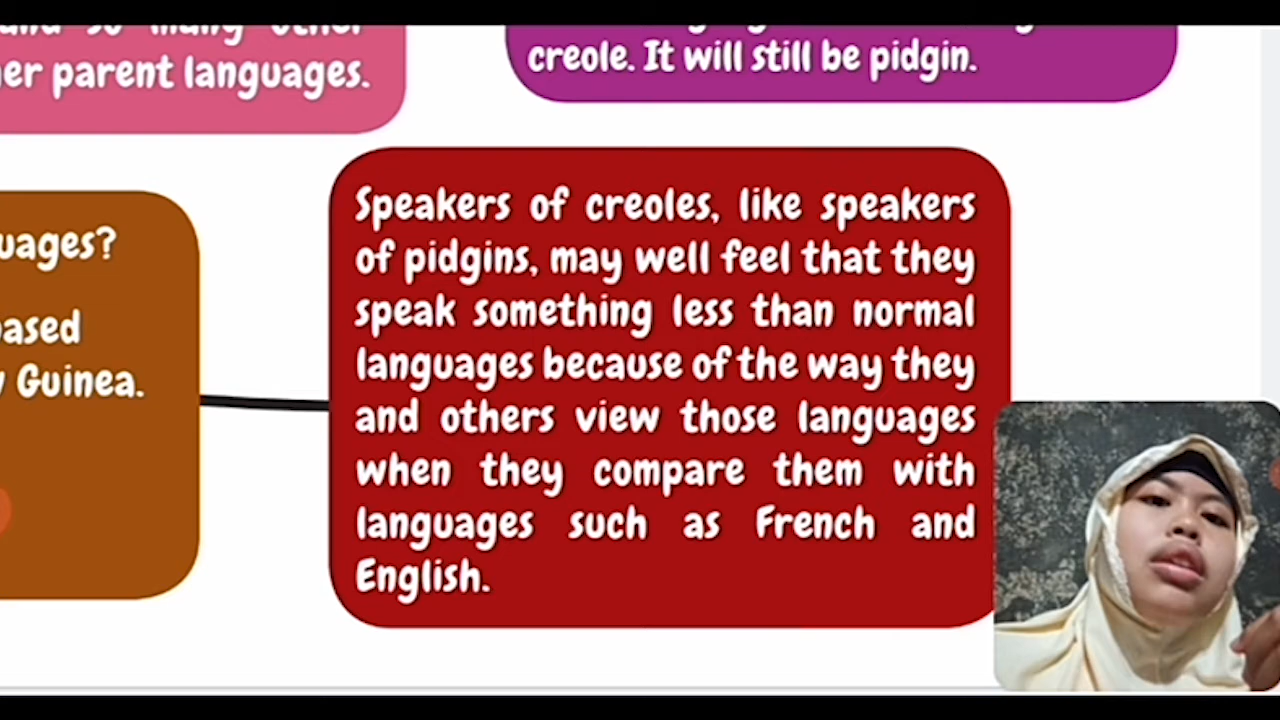 her parent languages.
creole. It will still be pidgin.
uages?
ased
Guinea.
Speakers of creoles, like speakers
of pidgins, may well feel that they
speak something less than normal
languages because of the way they
and others view those languages
when they compare them with
languages such as French and
English.